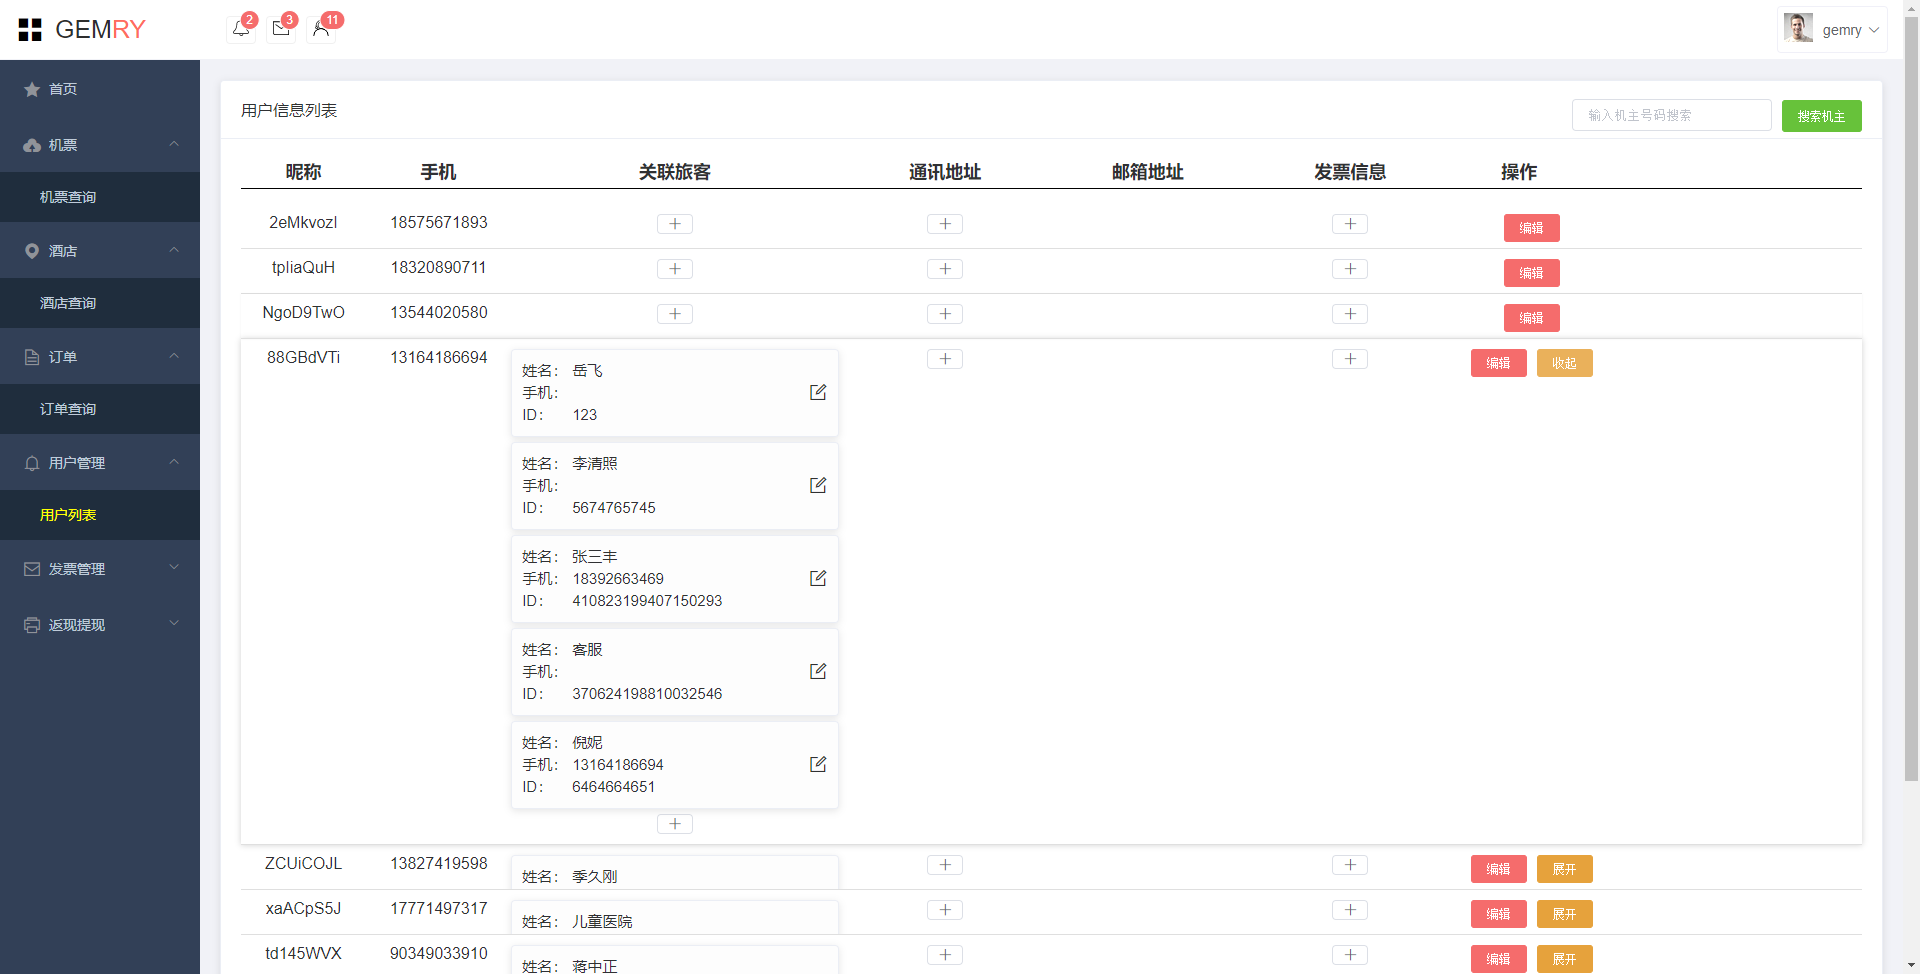 GEMRY
2
3
11
gemry
首页
机票
机票查询
酒店
酒店查询
订单
订单查询
用户管理
用户列表
发票管理
返现提现
用户信息列表
输入机主号码搜索
搜索机主
昵称 手机 关联旅客 通讯地址 邮箱地址 发票信息 操作
2eMkvozI 18575671893 编辑
tpIiaQuH 18320890711 编辑
NgoD9TwO 13544020580 编辑
88GBdVTi 13164186694 编辑 收起
姓名： 岳飞
手机：
ID： 123
姓名： 李清照
手机：
ID： 5674765745
姓名： 张三丰
手机： 18392663469
ID： 410823199407150293
姓名： 客服
手机：
ID： 370624198810032546
姓名： 倪妮
手机： 13164186694
ID： 6464664651
ZCUiCOJL 13827419598 编辑 展开
姓名： 季久刚
xaACpS5J 17771497317 编辑 展开
姓名： 儿童医院
td145WVX 90349033910 编辑 展开
姓名： 蒋中正